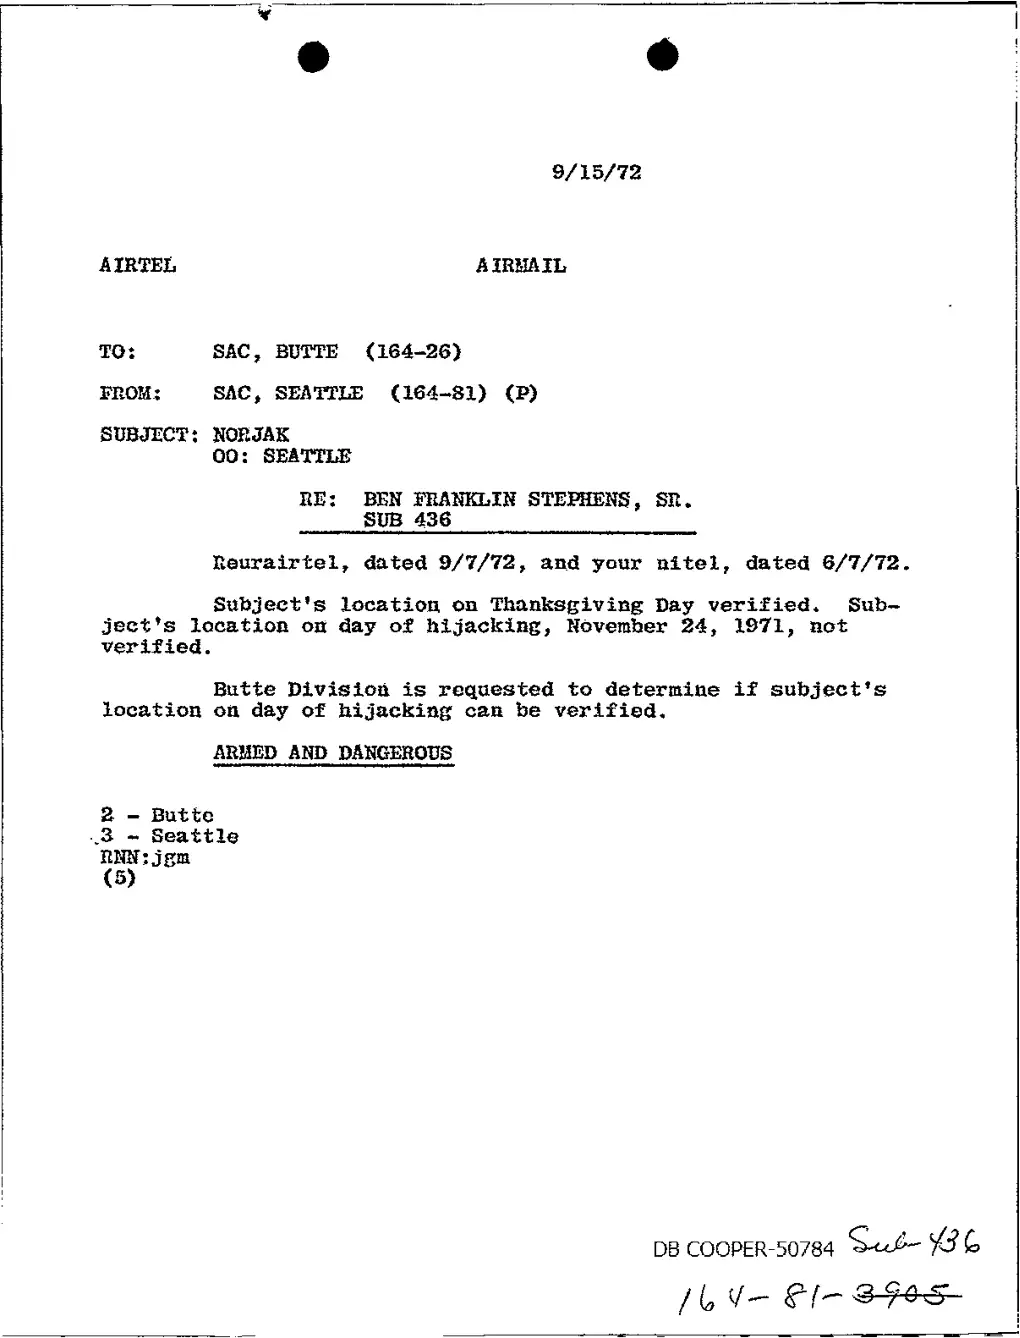 9/15/72
AIRTEL AIRMAIL
TO: SAC, BUTTE (164-26)
FROM: SAC, SEATTLE (164-81) (P)
SUBJECT: NORJAK
OO: SEATTLE
RE: BEN FRANKLIN STEPHENS, SR.
SUB 436
Reurairtel, dated 9/7/72, and your nitel, dated 6/7/72.
Subject's location on Thanksgiving Day verified. Sub-
ject's location on day of hijacking, November 24, 1971, not
verified.
Butte Division is requested to determine if subject's
location on day of hijacking can be verified.
ARMED AND DANGEROUS
2 - Butte
3 - Seattle
RNN:jgm
(5)
DB COOPER-50784 Sub 436
164-81-3905